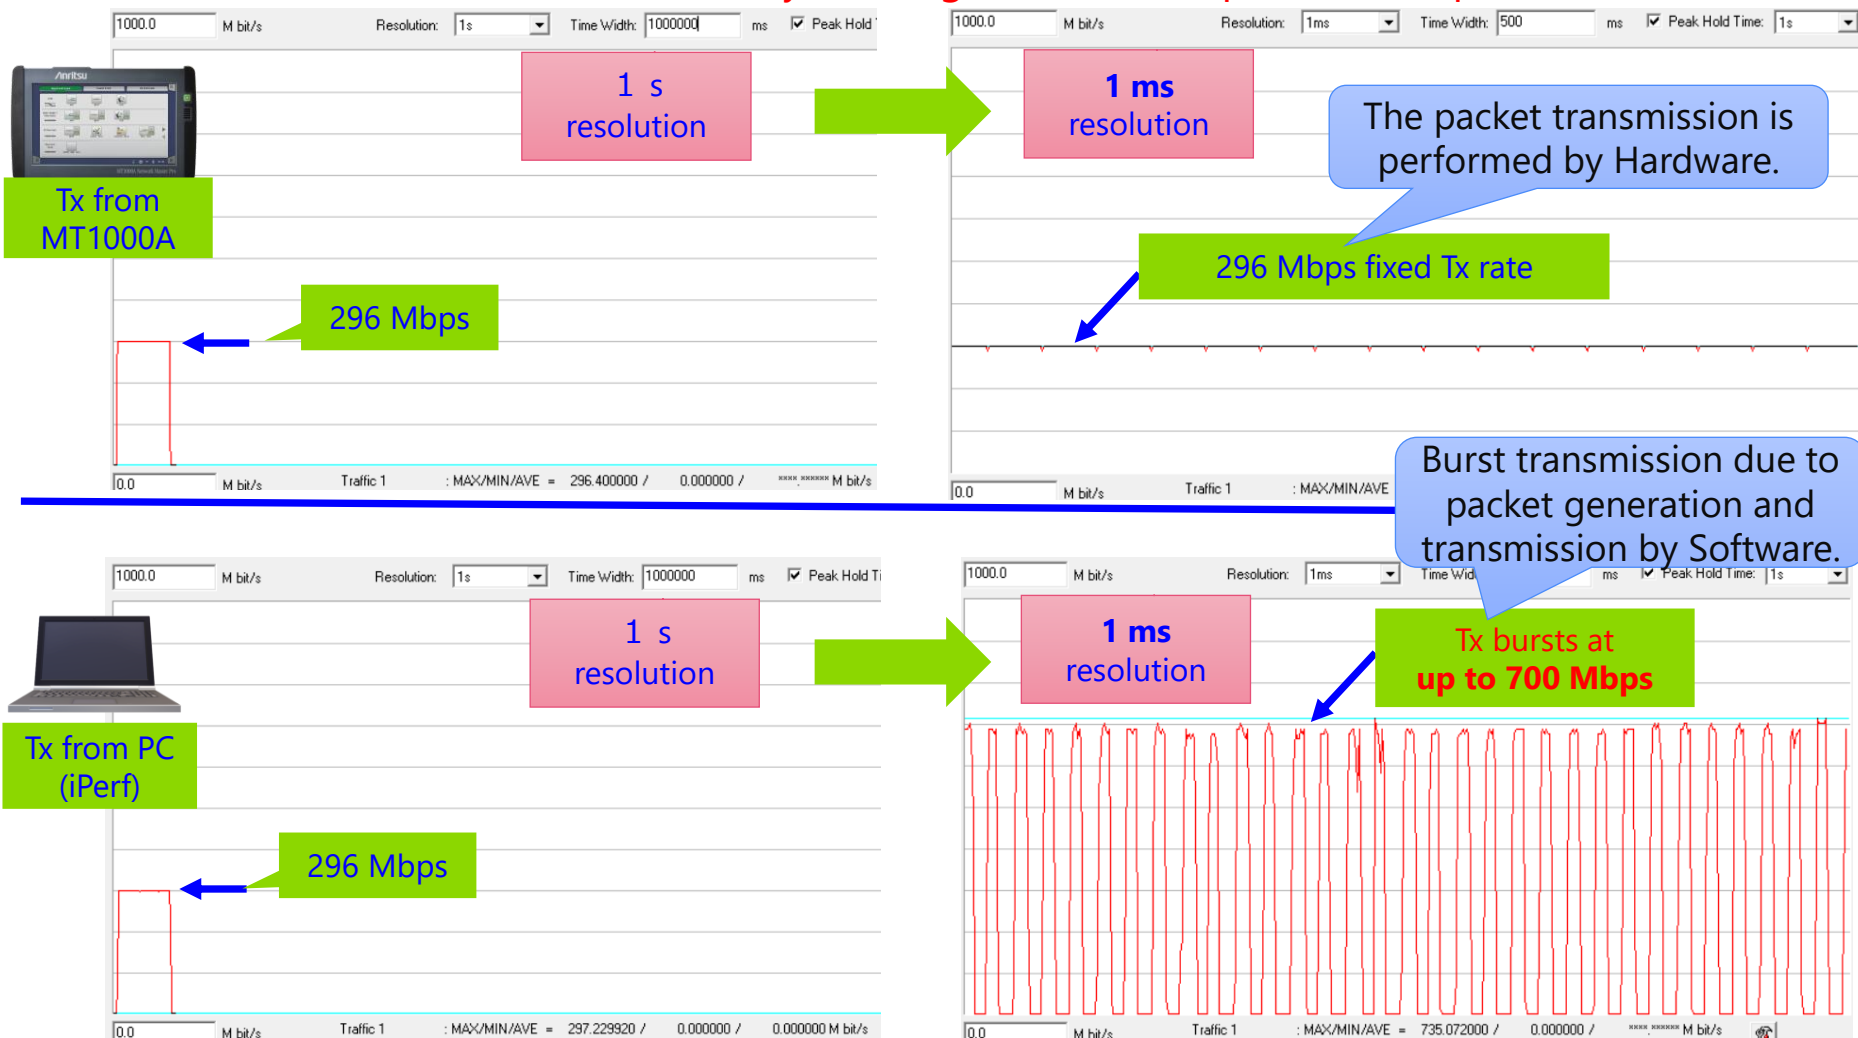 1000.0
M bit/s
Resolution:
1s
Time Width:
1000000
ms
Peak Hold
1 s
resolution
Anritsu
Tx from
MT1000A
296 Mbps
0.0
M bit/s
Traffic 1
: MAX/MIN/AVE = 296.400000 / 0.000000 / ****.****** M bit/s
1000.0
M bit/s
Resolution:
1ms
Time Width:
500
ms
Peak Hold Time:
1s
1 ms
resolution
The packet transmission is
performed by Hardware.
296 Mbps fixed Tx rate
0.0
M bit/s
Traffic 1
: MAX/MIN/AVE
Burst transmission due to
packet generation and
transmission by Software.
1000.0
M bit/s
Resolution:
1s
Time Width:
1000000
ms
Peak Hold Ti
1 s
resolution
Tx from PC
(iPerf)
296 Mbps
0.0
M bit/s
Traffic 1
: MAX/MIN/AVE = 297.229920 / 0.000000 / 0.000000 M bit/s
1000.0
M bit/s
Resolution:
1ms
Time Wid
ms
Peak Hold Time:
1s
1 ms
resolution
Tx bursts at
up to 700 Mbps
0.0
M bit/s
Traffic 1
: MAX/MIN/AVE = 735.072000 / 0.000000 / ****.****** M bit/s